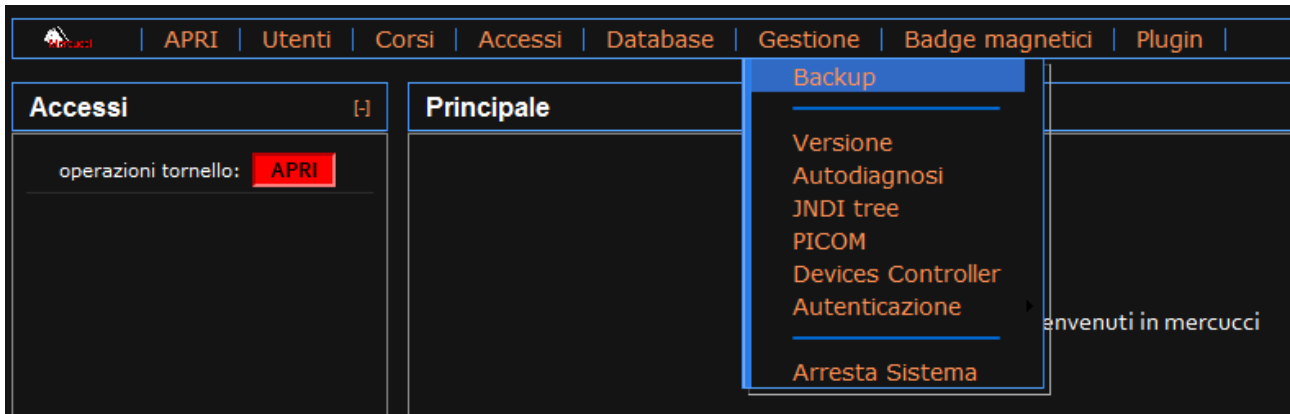 APRI | Utenti | Corsi | Accessi | Database | Gestione | Badge magnetici | Plugin |
Accessi [-]
Principale
operazioni tornello: APRI
Backup
Versione
Autodiagnosi
JNDI tree
PICOM
Devices Controller
Autenticazione
Arresta Sistema
envenuti in mercucci